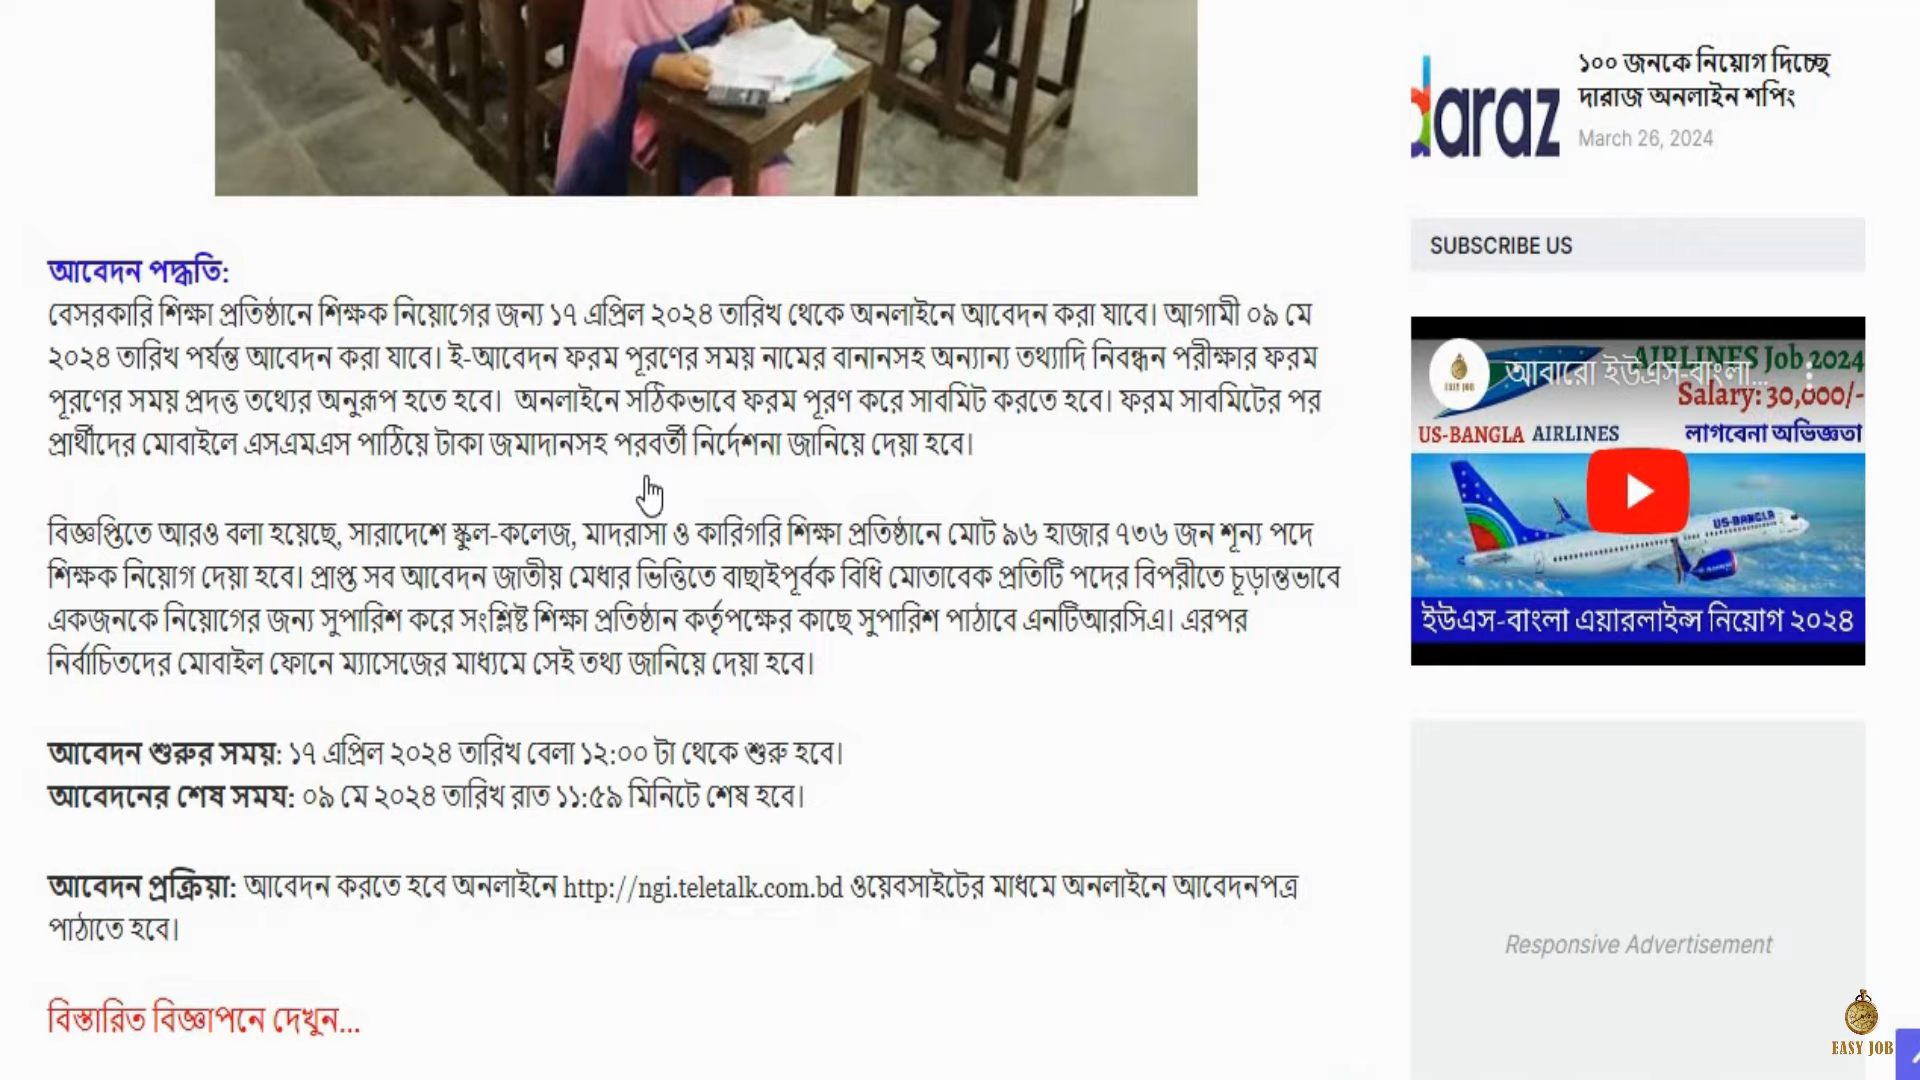 আবেদন পদ্ধতি:
বেসরকারি শিক্ষা প্রতিষ্ঠানে শিক্ষক নিয়োগের জন্য ১৭ এপ্রিল ২০২৪ তারিখ থেকে অনলাইনে আবেদন করা যাবে। আগামী ০৯ মে
২০২৪ তারিখ পর্যন্ত আবেদন করা যাবে। ই-আবেদন ফরম পূরণের সময় নামের বানানসহ অন্যান্য তথ্যাদি নিবন্ধন পরীক্ষার ফরম
পূরণের সময় প্রদত্ত তথ্যের অনুরূপ হতে হবে। অনলাইনে সঠিকভাবে ফরম পূরণ করে সাবমিট করতে হবে। ফরম সাবমিটের পর
প্রার্থীদের মোবাইলে এসএমএস পাঠিয়ে টাকা জমাদানসহ পরবর্তী নির্দেশনা জানিয়ে দেয়া হবে।
বিজ্ঞপ্তিতে আরও বলা হয়েছে, সারাদেশে স্কুল-কলেজ, মাদরাসা ও কারিগরি শিক্ষা প্রতিষ্ঠানে মোট ৯৬ হাজার ৭৩৬ জন শূন্য পদে
শিক্ষক নিয়োগ দেয়া হবে। প্রাপ্ত সব আবেদন জাতীয় মেধার ভিত্তিতে বাছাইপূর্বক বিধি মোতাবেক প্রতিটি পদের বিপরীতে চূড়ান্তভাবে
একজনকে নিয়োগের জন্য সুপারিশ করে সংশ্লিষ্ট শিক্ষা প্রতিষ্ঠান কর্তৃপক্ষের কাছে সুপারিশ পাঠাবে এনটিআরসিএ। এরপর
নির্বাচিতদের মোবাইল ফোনে ম্যাসেজের মাধ্যমে সেই তথ্য জানিয়ে দেয়া হবে।
আবেদন শুরুর সময়: ১৭ এপ্রিল ২০২৪ তারিখ বেলা ১২:০০ টা থেকে শুরু হবে।
আবেদনের শেষ সময: ০৯ মে ২০২৪ তারিখ রাত ১১:৫৯ মিনিটে শেষ হবে।
আবেদন প্রক্রিয়া: আবেদন করতে হবে অনলাইনে http://ngi.teletalk.com.bd ওয়েবসাইটের মাধমে অনলাইনে আবেদনপত্র
পাঠাতে হবে।
বিস্তারিত বিজ্ঞাপনে দেখুন...
daraz
১০০ জনকে নিয়োগ দিচ্ছে
দারাজ অনলাইন শপিং
March 26, 2024
SUBSCRIBE US
EASY JOB
আবারো ইউএস-বাংলা...
AIRLINES Job 2024
Salary: 30,000/-
US-BANGLA AIRLINES
লাগবেনা অভিজ্ঞতা
US-BANGLA
ইউএস-বাংলা এয়ারলাইন্স নিয়োগ ২০২৪
Responsive Advertisement
EASY JOB